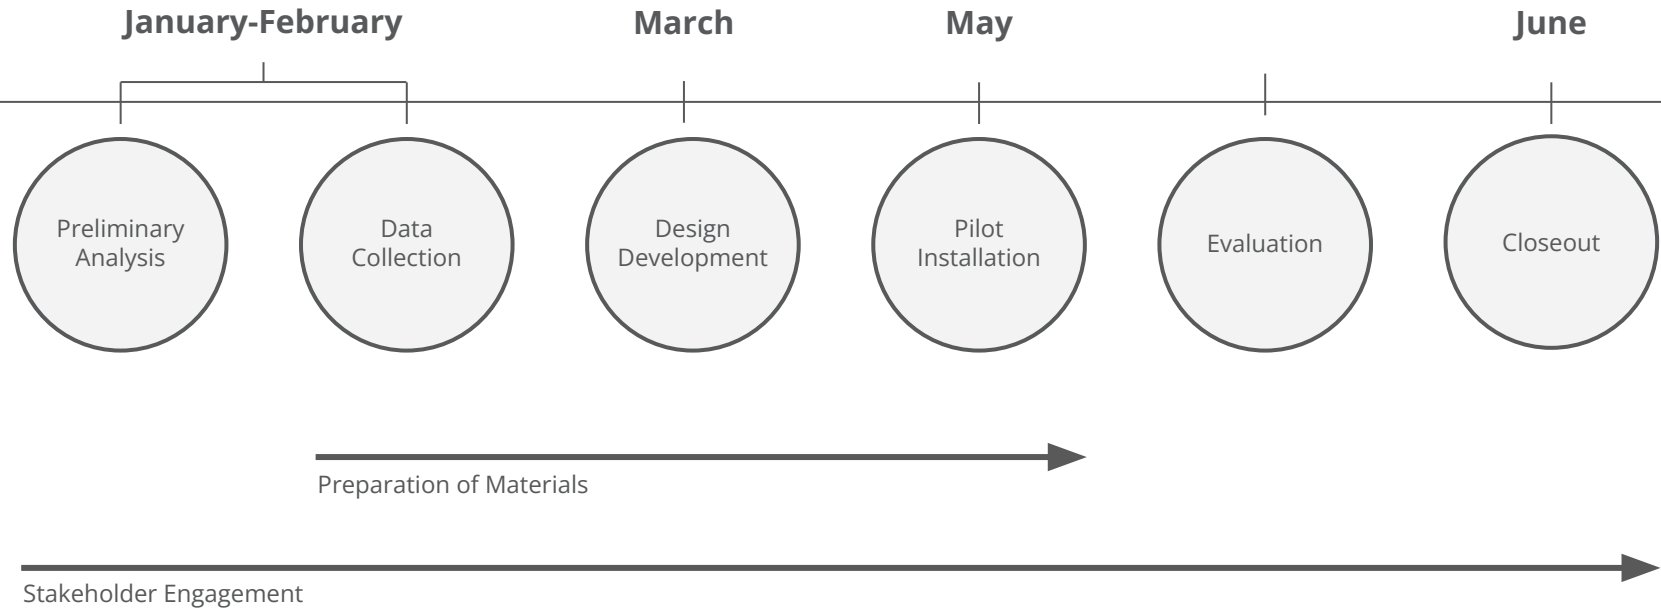 January-February
March
May
June
Preliminary
Analysis
Data
Collection
Design
Development
Pilot
Installation
Evaluation
Closeout
Preparation of Materials
Stakeholder Engagement